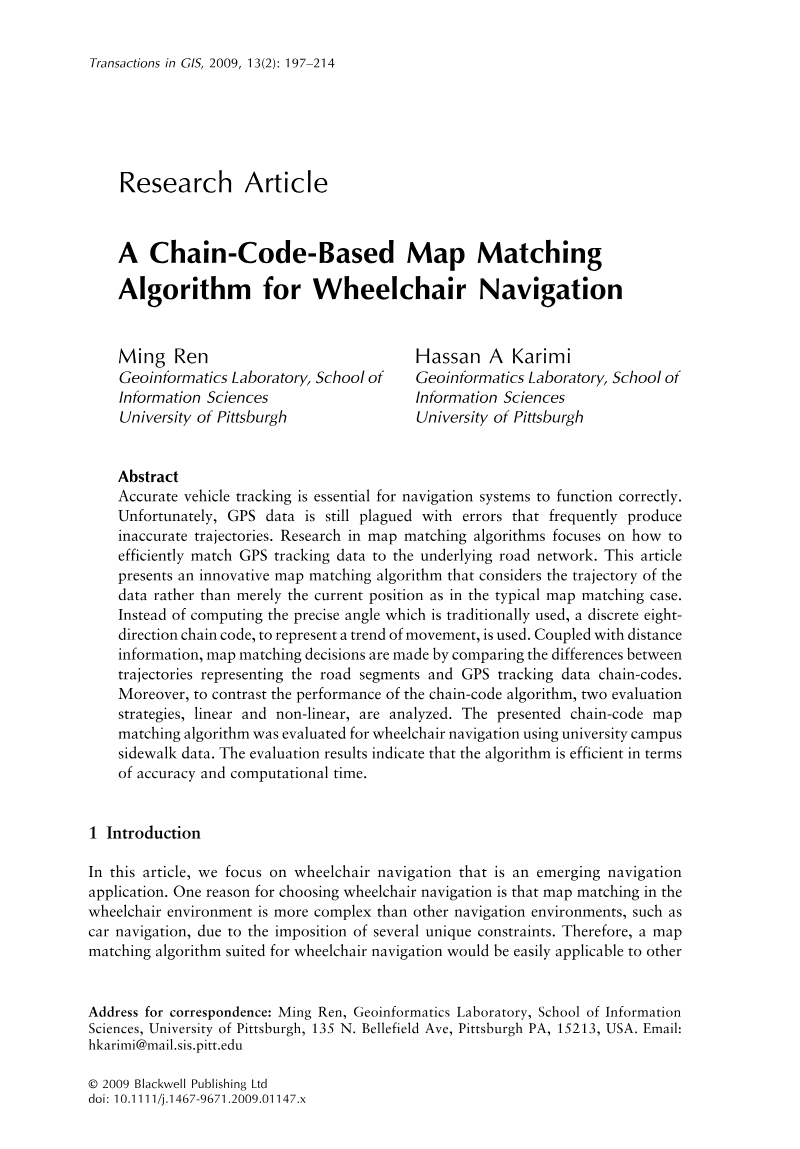 Transactions in GIS, 2009, 13(2): 197–214
Research Article
A Chain-Code-Based Map Matching
Algorithm for Wheelchair Navigation
Ming Ren
Geoinformatics Laboratory, School of
Information Sciences
University of Pittsburgh
Hassan A Karimi
Geoinformatics Laboratory, School of
Information Sciences
University of Pittsburgh
Abstract
Accurate vehicle tracking is essential for navigation systems to function correctly.
Unfortunately, GPS data is still plagued with errors that frequently produce
inaccurate trajectories. Research in map matching algorithms focuses on how to
efficiently match GPS tracking data to the underlying road network. This article
presents an innovative map matching algorithm that considers the trajectory of the
data rather than merely the current position as in the typical map matching case.
Instead of computing the precise angle which is traditionally used, a discrete eight-
direction chain code, to represent a trend of movement, is used. Coupled with distance
information, map matching decisions are made by comparing the differences between
trajectories representing the road segments and GPS tracking data chain-codes.
Moreover, to contrast the performance of the chain-code algorithm, two evaluation
strategies, linear and non-linear, are analyzed. The presented chain-code map
matching algorithm was evaluated for wheelchair navigation using university campus
sidewalk data. The evaluation results indicate that the algorithm is efficient in terms
of accuracy and computational time.
1 Introduction
In this article, we focus on wheelchair navigation that is an emerging navigation
application. One reason for choosing wheelchair navigation is that map matching in the
wheelchair environment is more complex than other navigation environments, such as
car navigation, due to the imposition of several unique constraints. Therefore, a map
matching algorithm suited for wheelchair navigation would be easily applicable to other
Address for correspondence: Ming Ren, Geoinformatics Laboratory, School of Information
Sciences, University of Pittsburgh, 135 N. Bellefield Ave, Pittsburgh PA, 15213, USA. Email:
hkarimi@mail.sis.pitt.edu
© 2009 Blackwell Publishing Ltd
doi: 10.1111/j.1467-9671.2009.01147.x